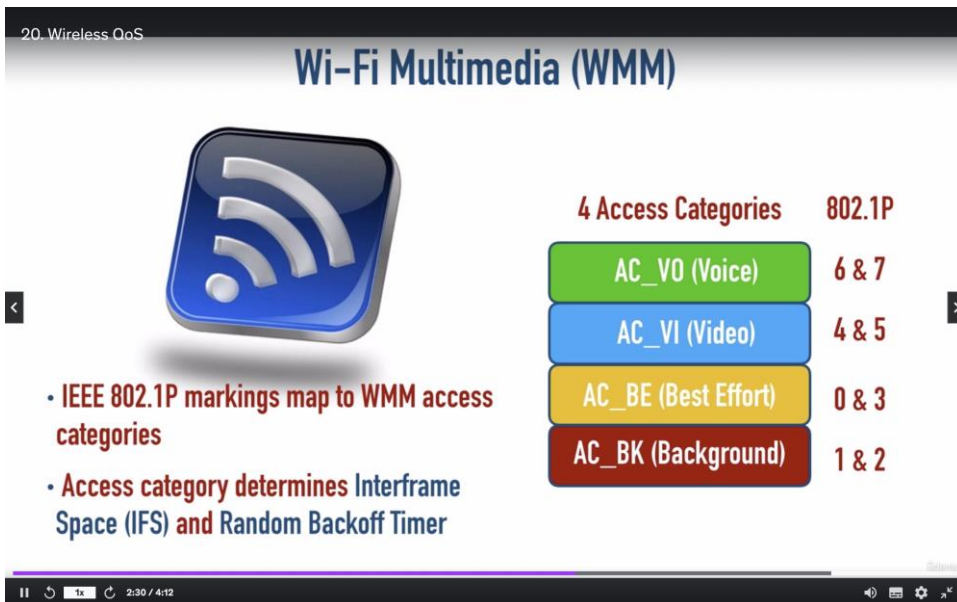 20. Wireless QoS
Wi-Fi Multimedia (WMM)
4 Access Categories 802.1P
AC_VO (Voice) 6 & 7
AC_VI (Video) 4 & 5
AC_BE (Best Effort) 0 & 3
AC_BK (Background) 1 & 2
• IEEE 802.1P markings map to WMM access
categories
• Access category determines Interframe
Space (IFS) and Random Backoff Timer
1x 2:30 / 4:12